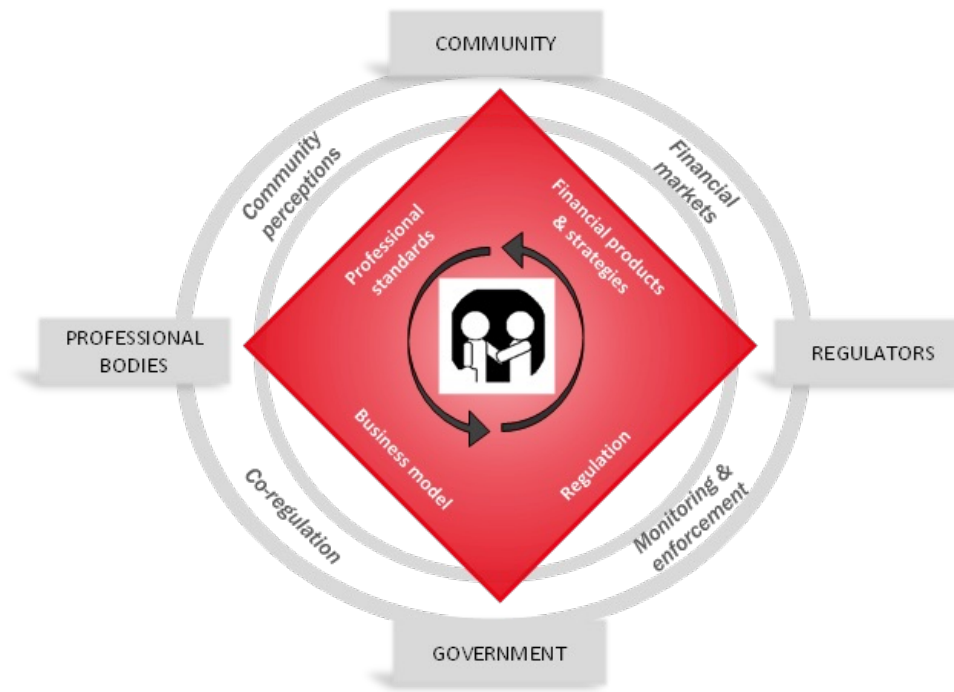 COMMUNITY
Community
perceptions
Financial
markets
Professional
standards
Financial products
& strategies
PROFESSIONAL
BODIES
REGULATORS
Business model
Regulation
Co-regulation
Monitoring &
enforcement
GOVERNMENT